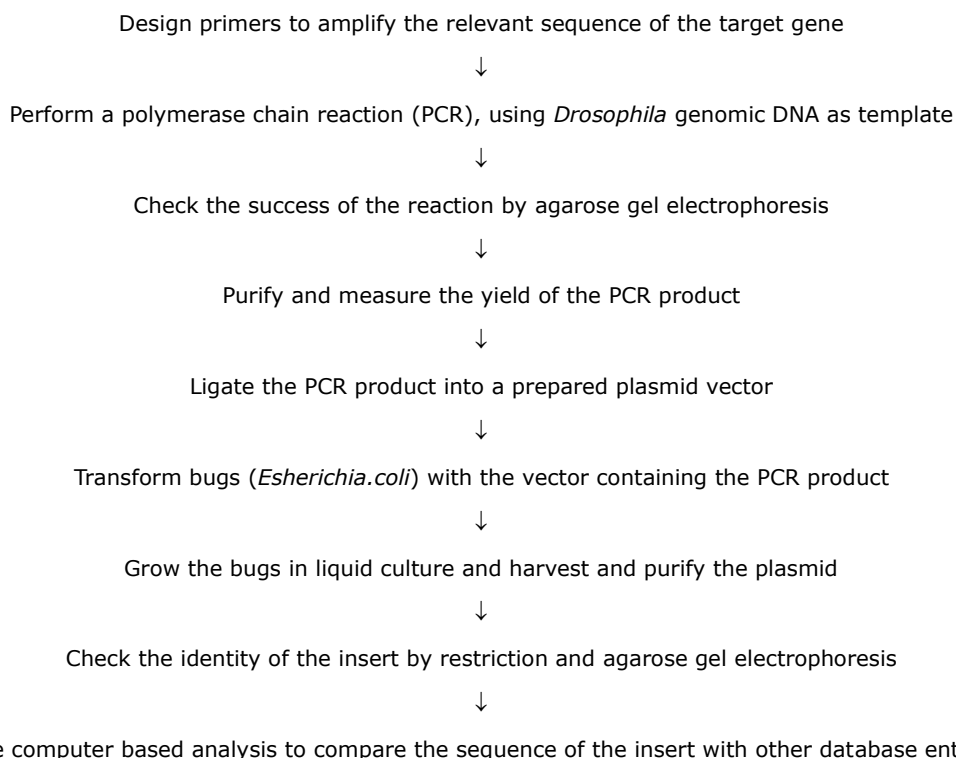 Design primers to amplify the relevant sequence of the target gene
↓
Perform a polymerase chain reaction (PCR), using Drosophila genomic DNA as template
↓
Check the success of the reaction by agarose gel electrophoresis
↓
Purify and measure the yield of the PCR product
↓
Ligate the PCR product into a prepared plasmid vector
↓
Transform bugs (Esherichia.coli) with the vector containing the PCR product
↓
Grow the bugs in liquid culture and harvest and purify the plasmid
↓
Check the identity of the insert by restriction and agarose gel electrophoresis
↓
computer based analysis to compare the sequence of the insert with other database